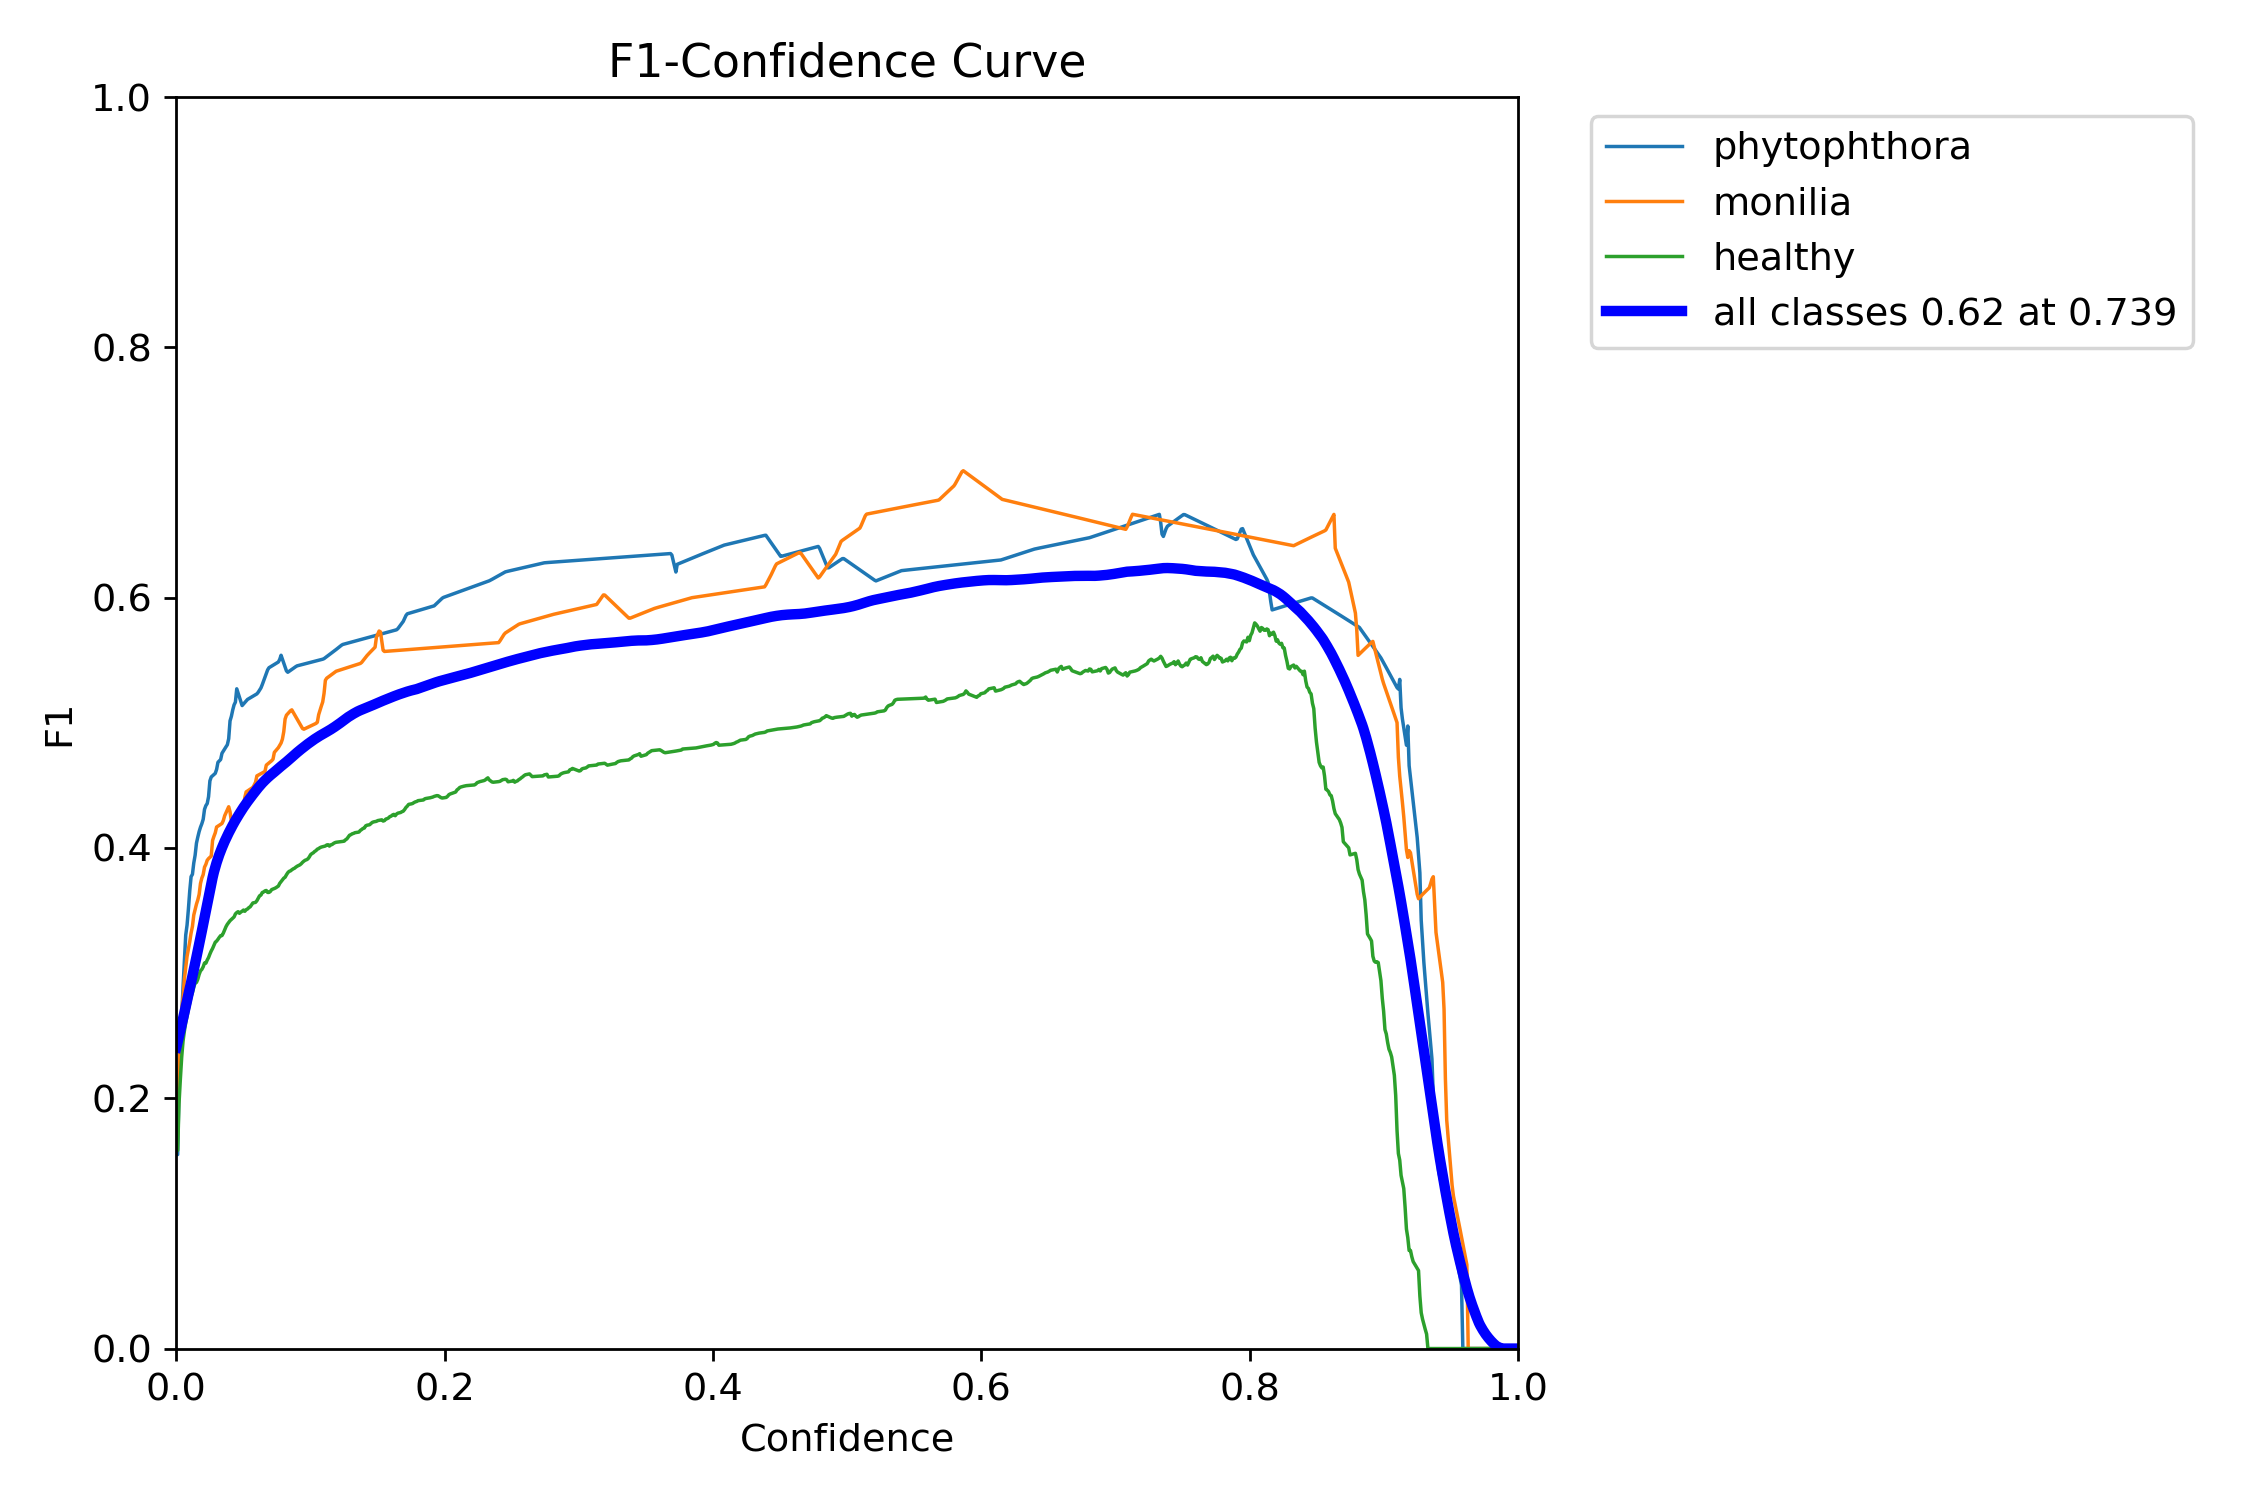 F1-Confidence Curve
1.0
0.8
0.6
0.4
0.2
0.0
F1
0.0 0.2 0.4 0.6 0.8 1.0
Confidence
phytophthora
monilia
healthy
all classes 0.62 at 0.739